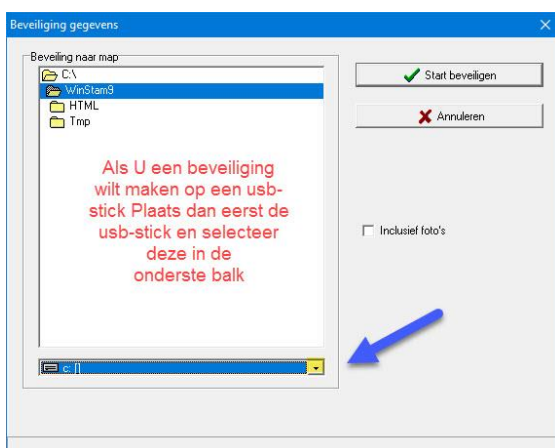 Beveiliging gegevens
Beveiling naar map
C:\
WinStam9
HTML
Tmp
Als U een beveiliging
wilt maken op een usb-
stick Plaats dan eerst de
usb-stick en selecteer
deze in de
onderste balk
c: []
Start beveiligen
Annuleren
Inclusief foto's